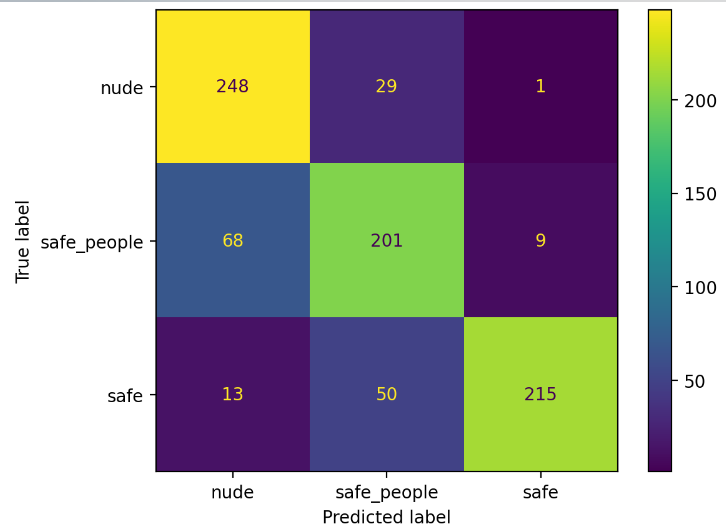 nude 248 29 1
safe_people 68 201 9
safe 13 50 215
nude safe_people safe
Predicted label
True label
200
150
100
50